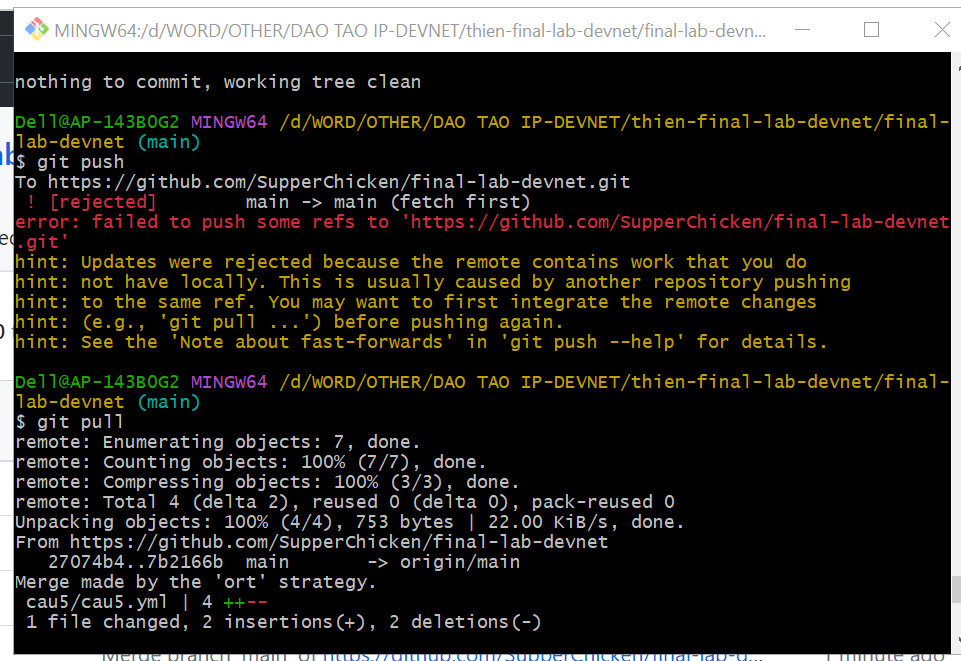 MINGW64:/d/WORD/OTHER/DAO TAO IP-DEVNET/thien-final-lab-devnet/final-lab-devn...
nothing to commit, working tree clean
Dell@AP-143BOG2 MINGW64 /d/WORD/OTHER/DAO TAO IP-DEVNET/thien-final-lab-devnet/final-
lab-devnet (main)
$ git push
To https://github.com/SupperChicken/final-lab-devnet.git
! [rejected]        main -> main (fetch first)
error: failed to push some refs to 'https://github.com/SupperChicken/final-lab-devnet
.git'
hint: Updates were rejected because the remote contains work that you do
hint: not have locally. This is usually caused by another repository pushing
hint: to the same ref. You may want to first integrate the remote changes
hint: (e.g., 'git pull ...') before pushing again.
hint: See the 'Note about fast-forwards' in 'git push --help' for details.
Dell@AP-143BOG2 MINGW64 /d/WORD/OTHER/DAO TAO IP-DEVNET/thien-final-lab-devnet/final-
lab-devnet (main)
$ git pull
remote: Enumerating objects: 7, done.
remote: Counting objects: 100% (7/7), done.
remote: Compressing objects: 100% (3/3), done.
remote: Total 4 (delta 2), reused 0 (delta 0), pack-reused 0
Unpacking objects: 100% (4/4), 753 bytes | 22.00 KiB/s, done.
From https://github.com/SupperChicken/final-lab-devnet
   27074b4..7b2166b  main       -> origin/main
Merge made by the 'ort' strategy.
 cau5/cau5.yml | 4 ++--
 1 file changed, 2 insertions(+), 2 deletions(-)
Merge branch 'main' of https://github.com/SupperChicken/final-lab-d... 1 minute ago